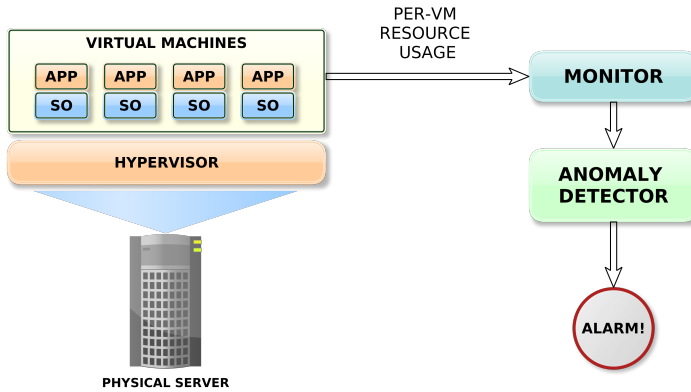 PER-VM
RESOURCE
USAGE
VIRTUAL MACHINES
APP APP APP APP
SO SO SO SO
HYPERVISOR
PHYSICAL SERVER
MONITOR
ANOMALY
DETECTOR
ALARM!